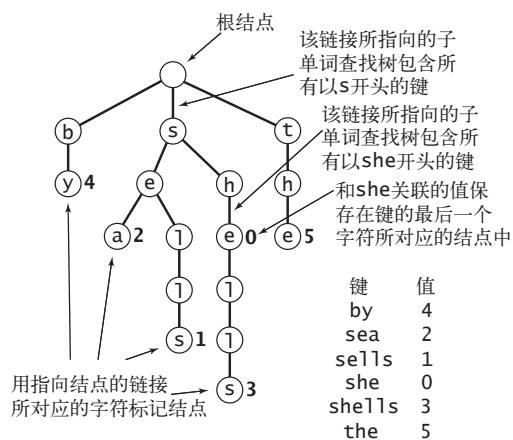 根结点
该链接所指向的子
单词查找树包含所
有以s开头的键
该链接所指向的子
单词查找树包含所
有以she开头的键
b
s
t
y 4
e
h
h
和she关联的值保
存在键的最后一个
字符所对应的结点中
a 2
l
e 0
e 5
l
l
s 1
l
s 3
用指向结点的链接
所对应的字符标记结点
键 值
by 4
sea 2
sells 1
she 0
shells 3
the 5